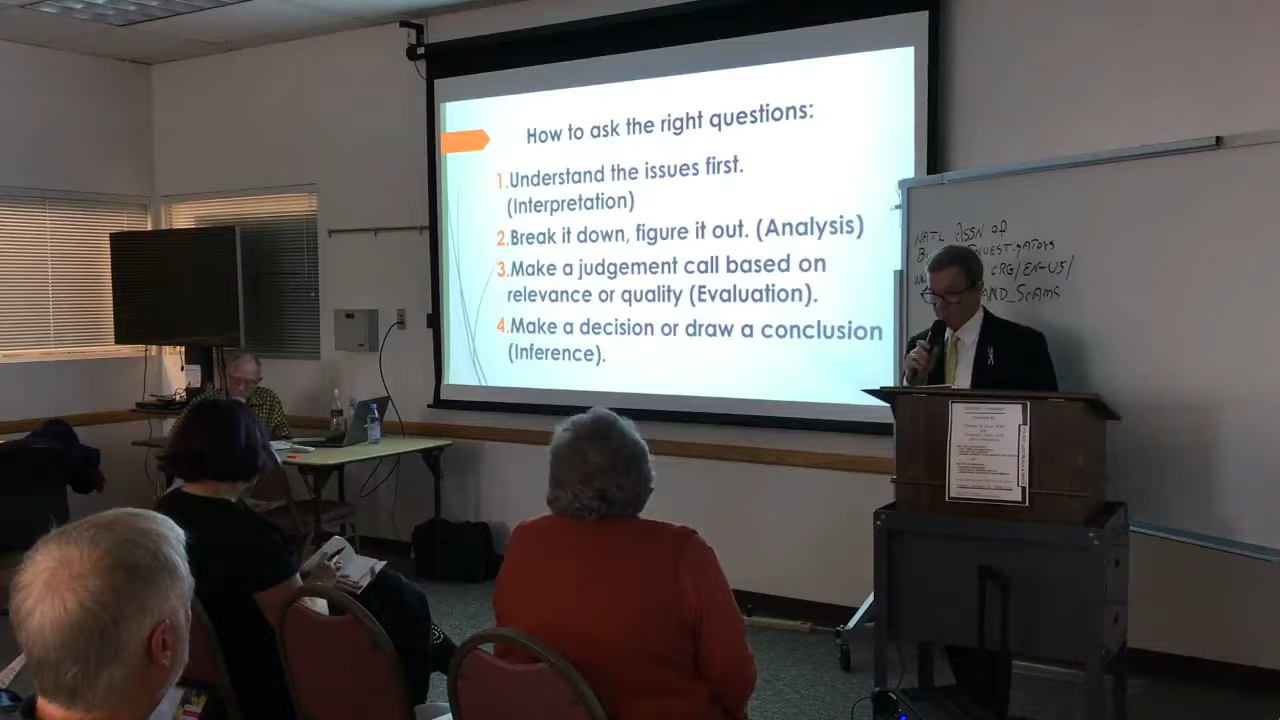 How to ask the right questions:
1.Understand the issues first.
(Interpretation)
2.Break it down, figure it out. (Analysis)
3.Make a judgement call based on
relevance or quality (Evaluation).
4.Make a decision or draw a conclusion
(Inference).
NATL ASSN OF
INVESTIGATORS
ORG/EN-US/
AND_SCAMS